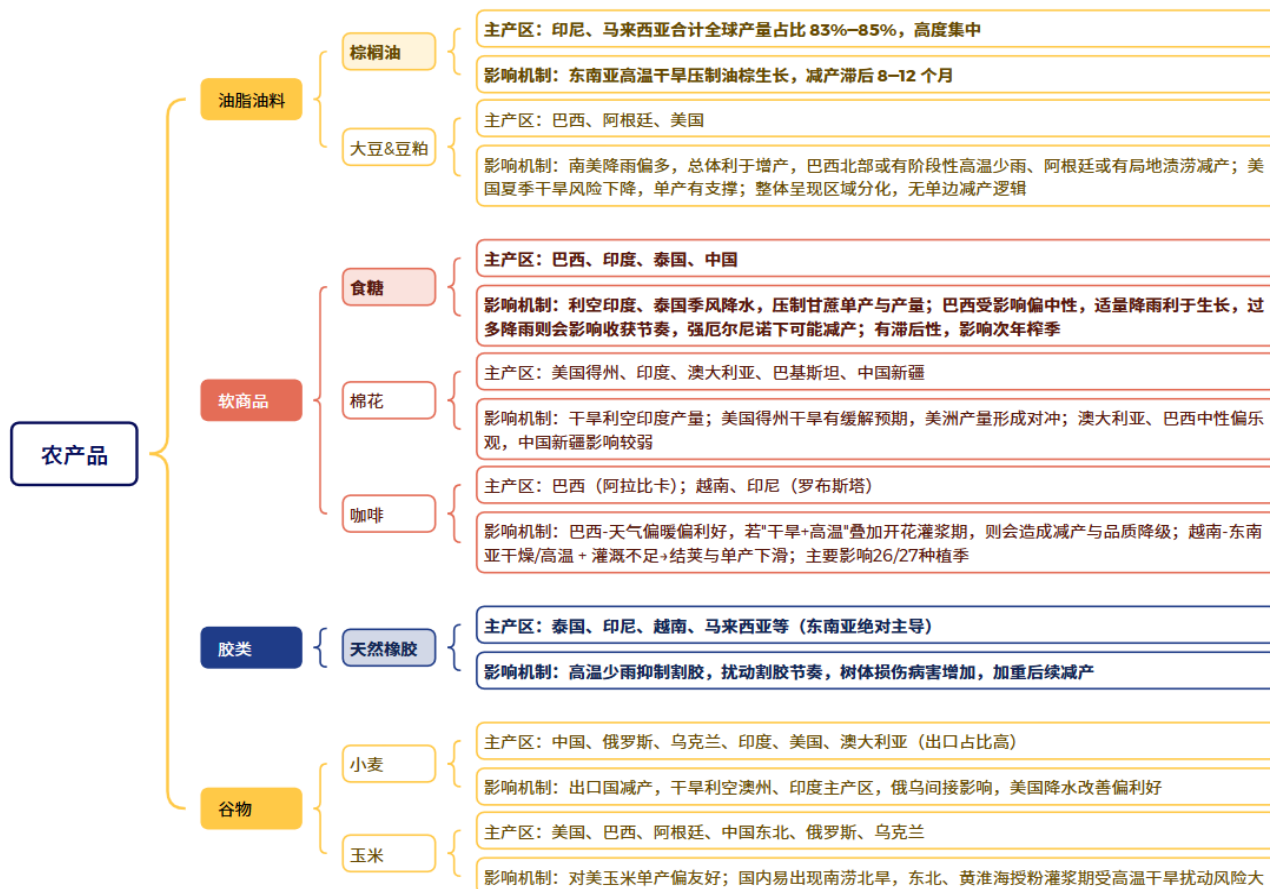 农产品
油脂油料
棕榈油
主产区：印尼、马来西亚合计全球产量占比 83%—85%，高度集中
影响机制：东南亚高温干旱压制油棕生长，减产滞后 8—12 个月
大豆&豆粕
主产区：巴西、阿根廷、美国
影响机制：南美降雨偏多，总体利于增产，巴西北部或有阶段性高温少雨、阿根廷或有局地渍涝减产；美
国夏季干旱风险下降，单产有支撑；整体呈现区域分化，无单边减产逻辑
软商品
食糖
主产区：巴西、印度、泰国、中国
影响机制：利空印度、泰国季风降水，压制甘蔗单产与产量；巴西受影响偏中性，适量降雨利于生长，过
多降雨则会影响收获节奏，强厄尔尼诺下可能减产；有滞后性，影响次年榨季
棉花
主产区：美国得州、印度、澳大利亚、巴基斯坦、中国新疆
影响机制：干旱利空印度产量；美国得州干旱有缓解预期，美洲产量形成对冲；澳大利亚、巴西中性偏乐
观，中国新疆影响较弱
咖啡
主产区：巴西（阿拉比卡）；越南、印尼（罗布斯塔）
影响机制：巴西-天气偏暖偏利好，若"干旱+高温"叠加开花灌浆期，则会造成减产与品质降级；越南-东南
亚干燥/高温 + 灌溉不足→结荚与单产下滑；主要影响26/27种植季
胶类
天然橡胶
主产区：泰国、印尼、越南、马来西亚等（东南亚绝对主导）
影响机制：高温少雨抑制割胶，扰动割胶节奏，树体损伤病害增加，加重后续减产
谷物
小麦
主产区：中国、俄罗斯、乌克兰、印度、美国、澳大利亚（出口占比高）
影响机制：出口国减产，干旱利空澳州、印度主产区，俄乌间接影响，美国降水改善偏利好
玉米
主产区：美国、巴西、阿根廷、中国东北、俄罗斯、乌克兰
影响机制：对美玉米单产偏友好；国内易出现南涝北旱，东北、黄淮海授粉灌浆期受高温干旱扰动风险大